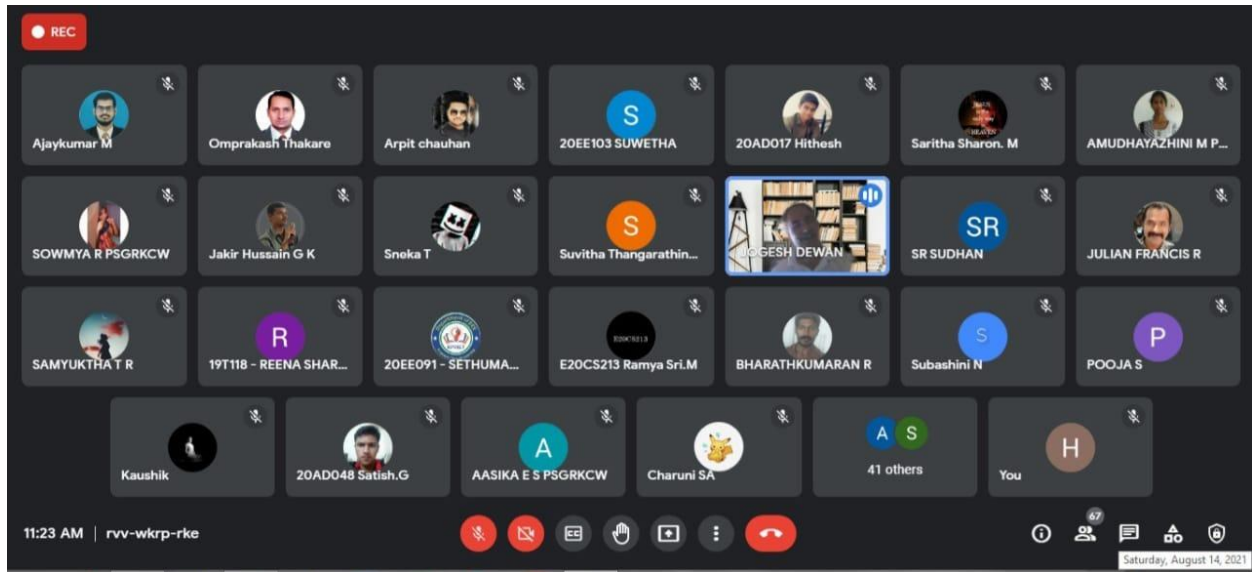 REC
Ajaykumar M
Omprakash Thakare
Arpit chauhan
S
20EE103 SUWETHA
20AD017 Hithesh
HEAVEN
Saritha Sharon. M
AMUDHAYAZHINI M P...
SOWMYA R PSGRKCW
Jakir Hussain G K
Sneka T
S
Suvitha Thangarathin...
JOGESH DEWAN
SR
SR SUDHAN
JULIAN FRANCIS R
SAMYUKTHA T R
R
19T118 - REENA SHAR...
20EE091 - SETHUMA...
E20CS213
E20CS213 Ramya Sri.M
BHARATHKUMARAN R
S
Subashini N
P
POOJA S
Kaushik
20AD048 Satish.G
A
AASIKA E S PSGRKCW
Charuni SA
A S
41 others
H
You
11:23 AM | rvv-wkrp-rke
CC
67
Saturday, August 14, 2021